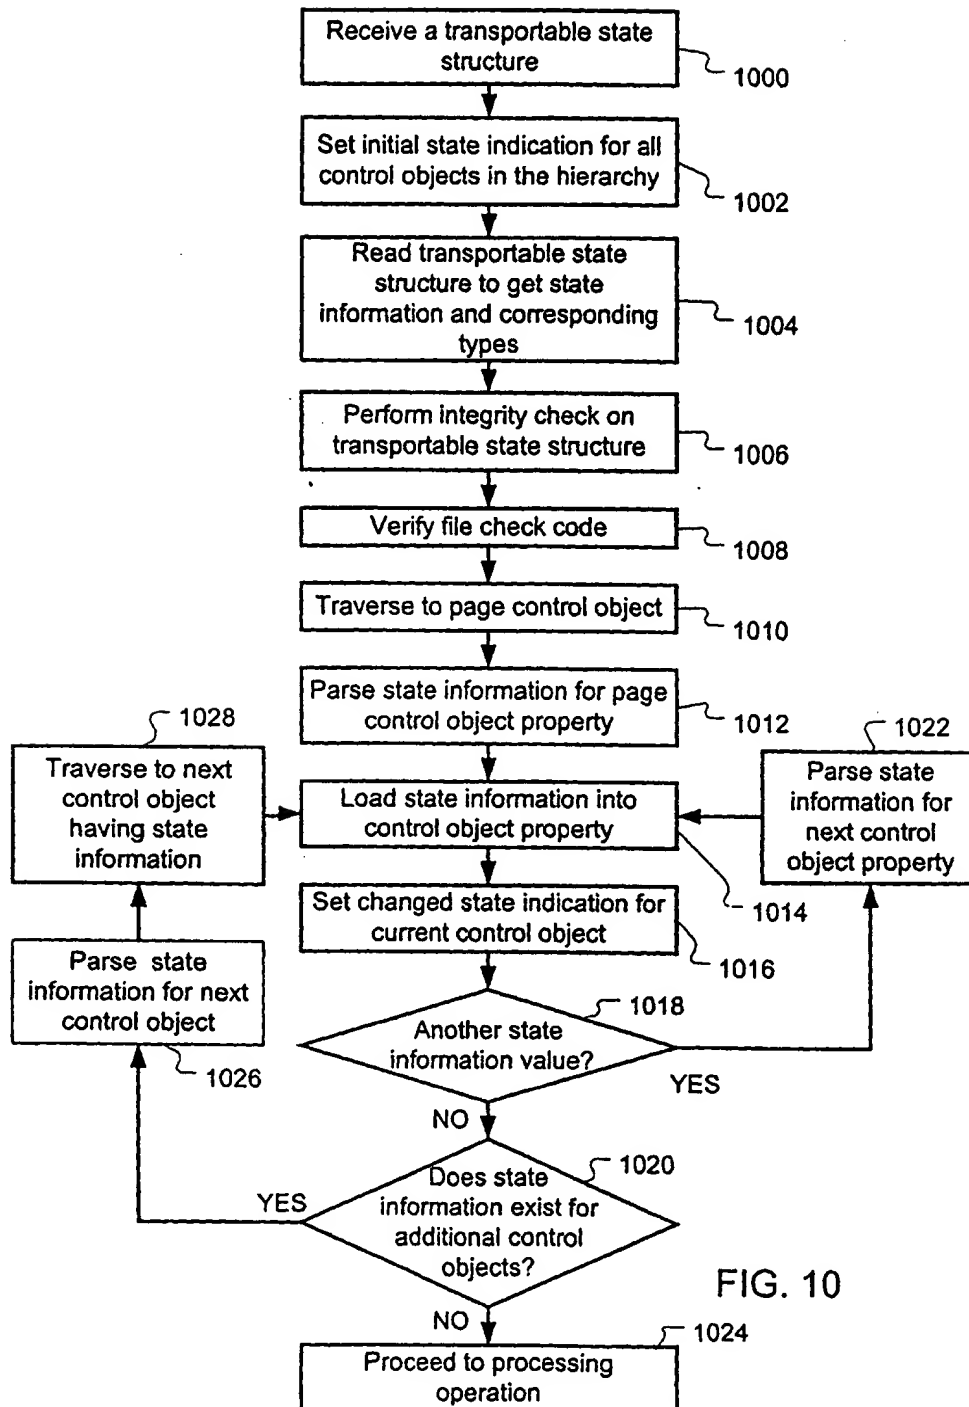 Receive a transportable state
structure
1000
Set initial state indication for all
control objects in the hierarchy
1002
Read transportable state
structure to get state
information and corresponding
types
1004
Perform integrity check on
transportable state structure
1006
Verify file check code
1008
Traverse to page control object
1010
Parse state information for page
control object property
1012
1028
Traverse to next
control object
having state
information
Load state information into
control object property
1014
1022
Parse state
information for
next control
object property
Set changed state indication for
current control object
1016
Parse state
information for next
control object
1026
1018
Another state
information value?
YES
NO
1020
Does state
information exist for
additional control
objects?
YES
NO
FIG. 10
1024
Proceed to processing
operation